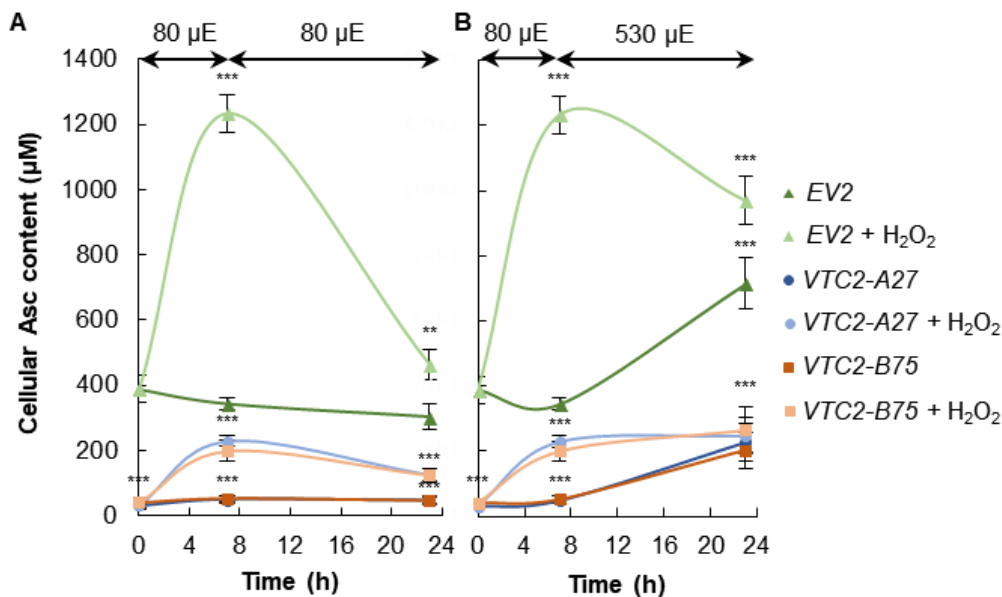 A
80 µE
80 µE
B
80 µE
530 µE
Cellular Asc content (µM)
1400
1200
1000
800
600
400
200
0
***
**
***
***
***
***
***
***
***
***
***
***
***
***
0 4 8 12 16 20 24
Time (h)
0 4 8 12 16 20 24
Time (h)
EV2
EV2 + H₂O₂
VTC2-A27
VTC2-A27 + H₂O₂
VTC2-B75
VTC2-B75 + H₂O₂